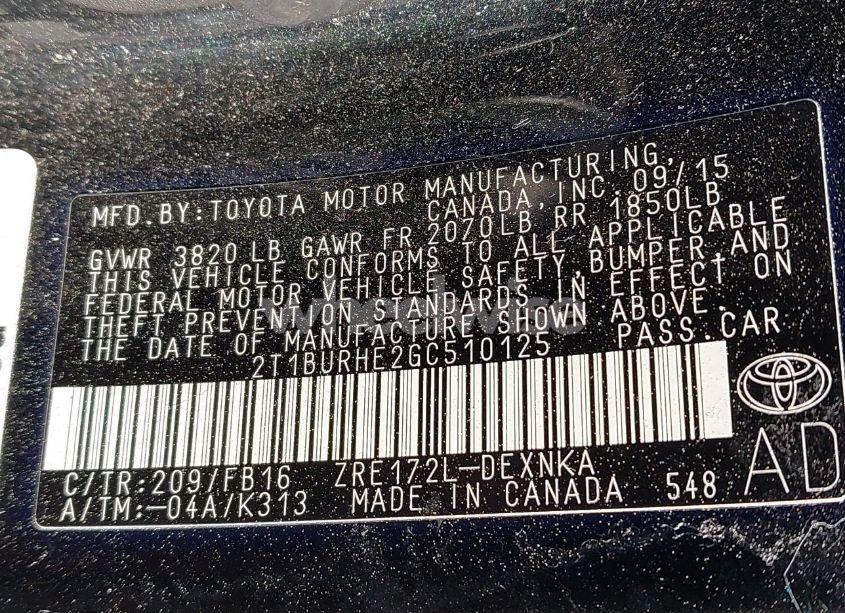 MFD.BY:TOYOTA MOTOR MANUFACTURING,
CANADA, INC. 09/15
GVWR 3820 LB GAWR FR 2070LB RR 1850LB
THIS VEHICLE CONFORMS TO ALL APPLICABLE
FEDERAL MOTOR VEHICLE SAFETY, BUMPER, AND
THEFT PREVENTION STANDARDS IN EFFECT ON
THE DATE OF MANUFACTURE SHOWN ABOVE.
2T1BURHE2GC510125 PASS.CAR
C/TR:209/FB16 ZRE172L-DEXNKA
A/TM:-04A/K313 MADE IN CANADA 548
AD